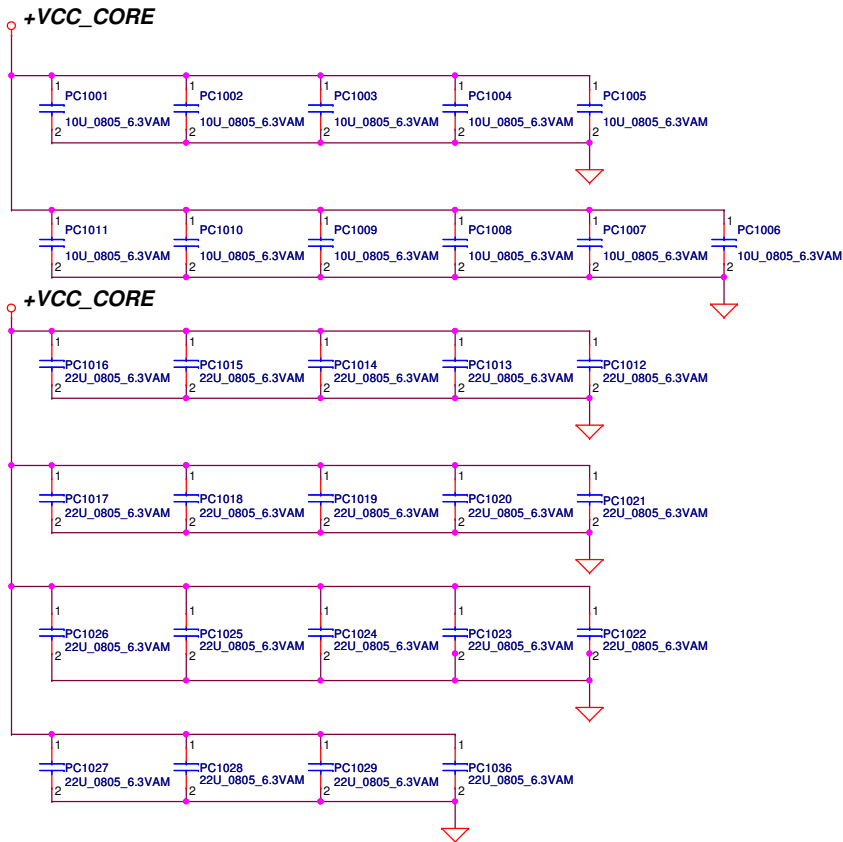 +VCC_CORE
1 1 1 1 1
PC1001 PC1002 PC1003 PC1004 PC1005
10U_0805_6.3VAM 10U_0805_6.3VAM 10U_0805_6.3VAM 10U_0805_6.3VAM 10U_0805_6.3VAM
2 2 2 2 2
1 1 1 1 1 1
PC1011 PC1010 PC1009 PC1008 PC1007 PC1006
10U_0805_6.3VAM 10U_0805_6.3VAM 10U_0805_6.3VAM 10U_0805_6.3VAM 10U_0805_6.3VAM 10U_0805_6.3VAM
2 2 2 2 2 2
+VCC_CORE
1 1 1 1 1
PC1016 PC1015 PC1014 PC1013 PC1012
22U_0805_6.3VAM 22U_0805_6.3VAM 22U_0805_6.3VAM 22U_0805_6.3VAM 22U_0805_6.3VAM
2 2 2 2 2
1 1 1 1 1
PC1017 PC1018 PC1019 PC1020 PC1021
22U_0805_6.3VAM 22U_0805_6.3VAM 22U_0805_6.3VAM 22U_0805_6.3VAM 22U_0805_6.3VAM
2 2 2 2 2
1 1 1 1 1
PC1026 PC1025 PC1024 PC1023 PC1022
22U_0805_6.3VAM 22U_0805_6.3VAM 22U_0805_6.3VAM 22U_0805_6.3VAM 22U_0805_6.3VAM
2 2 2 2 2
1 1 1 1
PC1027 PC1028 PC1029 PC1036
22U_0805_6.3VAM 22U_0805_6.3VAM 22U_0805_6.3VAM 22U_0805_6.3VAM
2 2 2 2